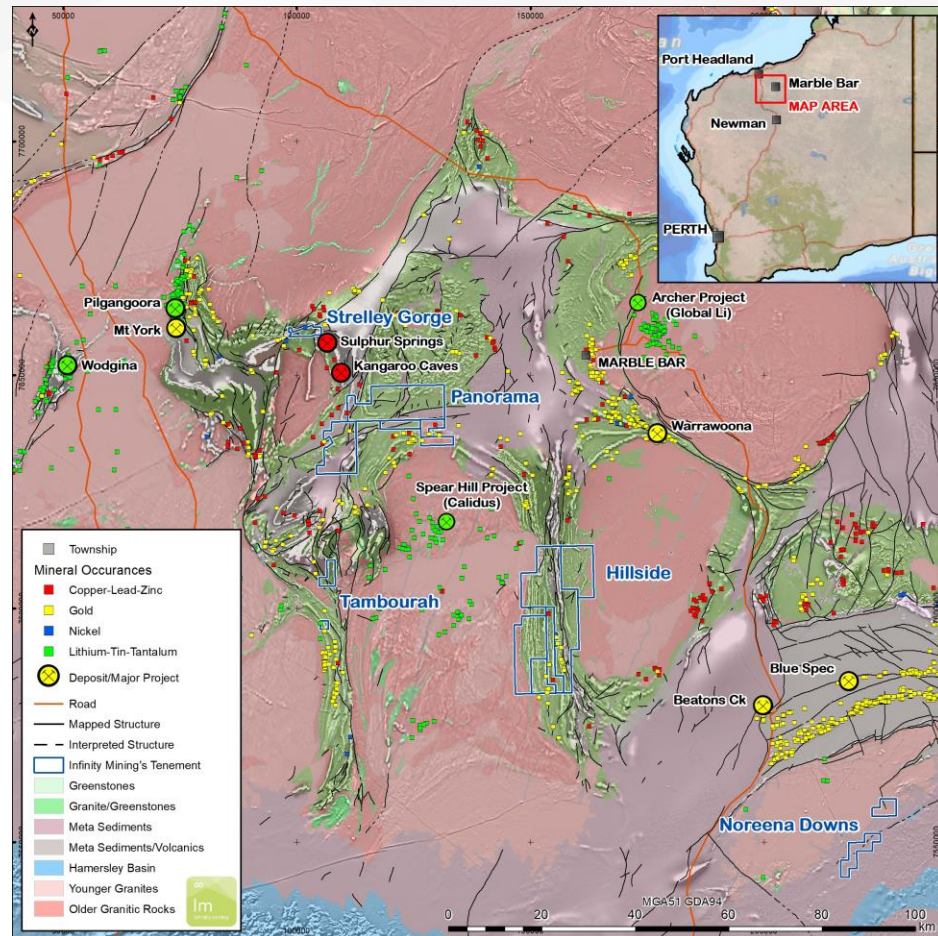 50000
100000
150000
7700000
7650000
7550000
Port Headland
Marble Bar
MAP AREA
Newman
PERTH
Pilgangoora
Mt York
Wodgina
Strelley Gorge
Sulphur Springs
Kangaroo Caves
Archer Project
(Global Li)
MARBLE BAR
Panorama
Warrawoona
Spear Hill Project
(Calidus)
Hillside
Tambourah
Blue Spec
Beatons Ck
Noreena Downs
Township
Mineral Occurances
Copper-Lead-Zinc
Gold
Nickel
Lithium-Tin-Tantalum
Deposit/Major Project
Road
Mapped Structure
Interpreted Structure
Infinity Mining's Tenement
Greenstones
Granite/Greenstones
Meta Sediments
Meta Sediments/Volcanics
Hamersley Basin
Younger Granites
Older Granitic Rocks
Im
MGA51 GDA94
0 20 40 60 80 100
km